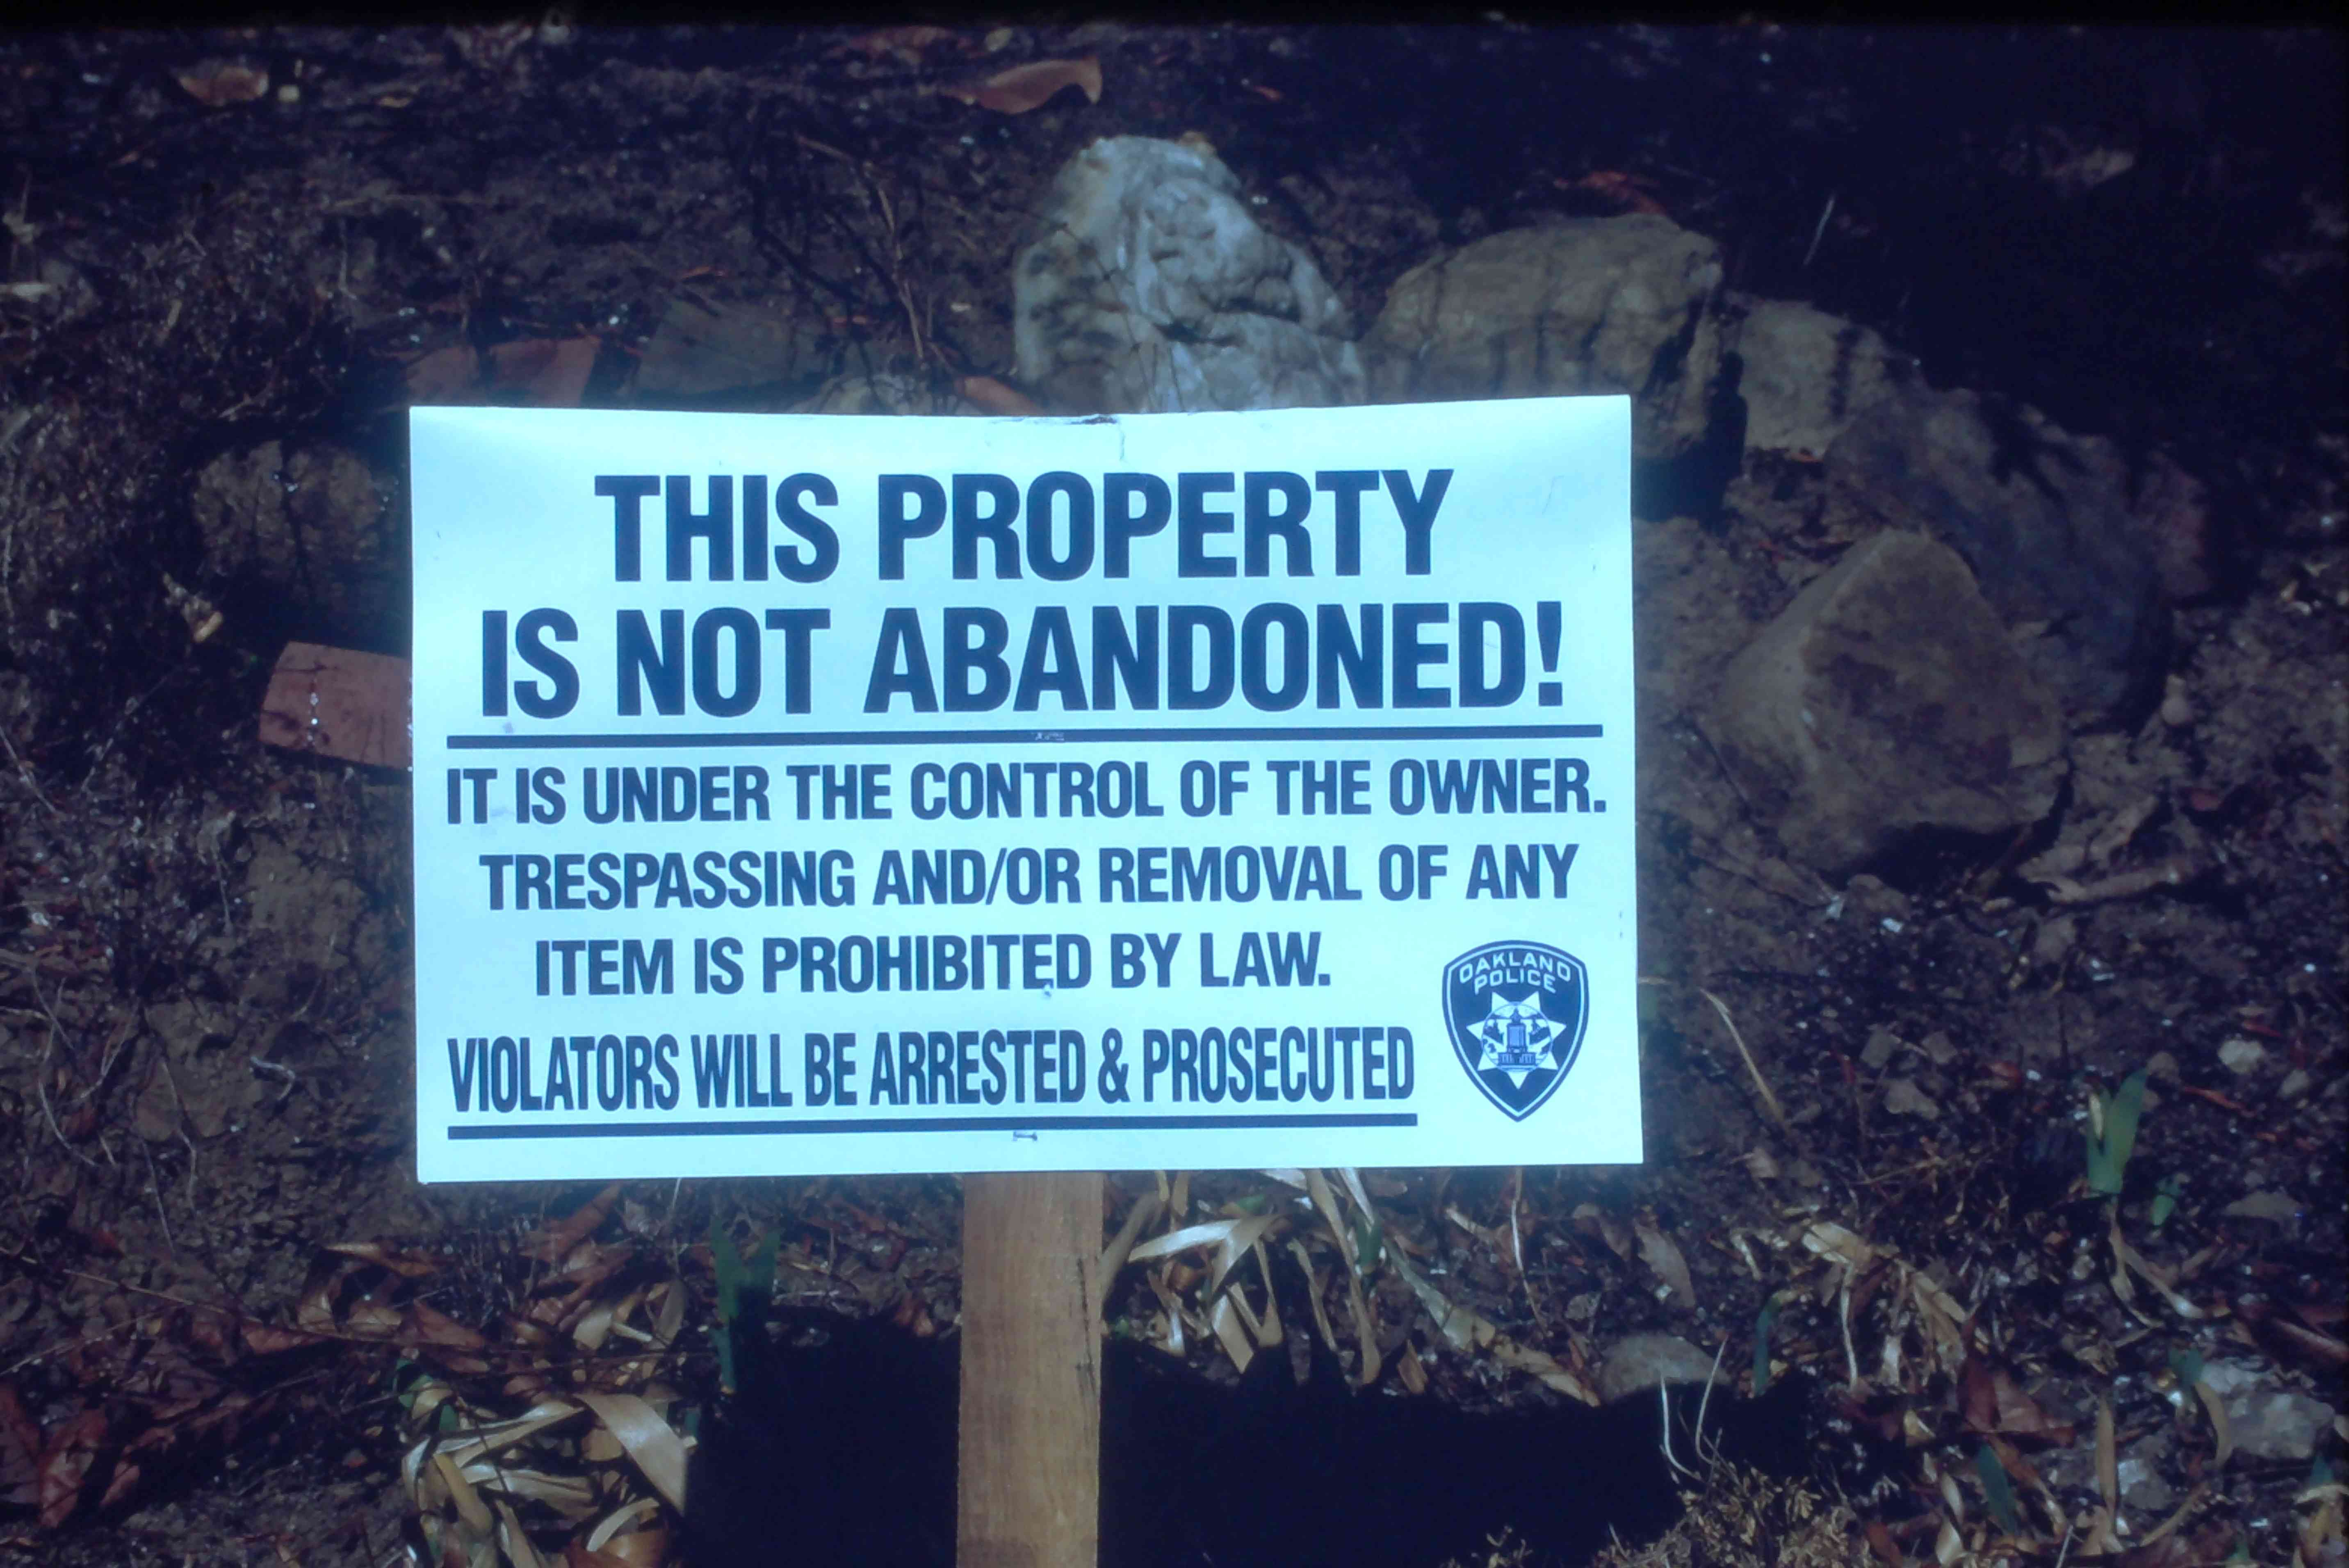 THIS PROPERTY
IS NOT ABANDONED!
IT IS UNDER THE CONTROL OF THE OWNER.
TRESPASSING AND/OR REMOVAL OF ANY
ITEM IS PROHIBITED BY LAW.
VIOLATORS WILL BE ARRESTED & PROSECUTED
OAKLAND
POLICE